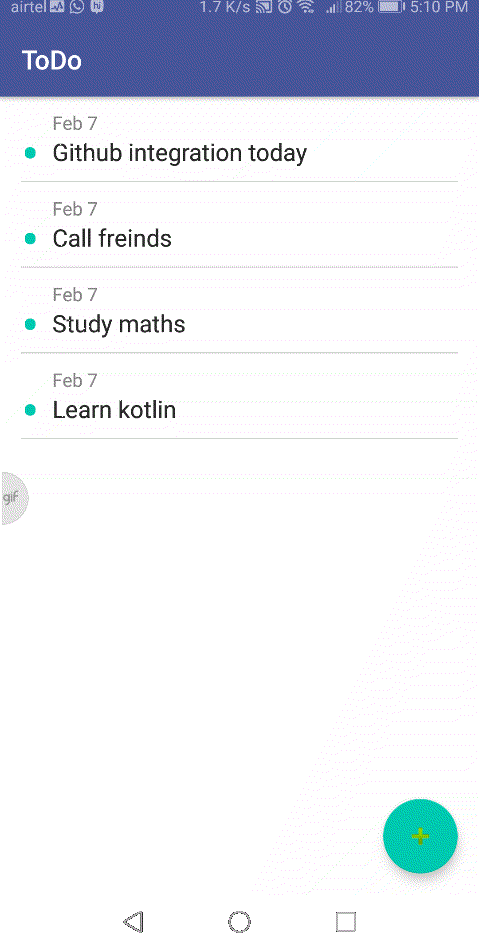 airtel hi 1.7 K/s 82% 5:10 PM
ToDo
Feb 7
Github integration today
Feb 7
Call freinds
Feb 7
Study maths
Feb 7
Learn kotlin
gif